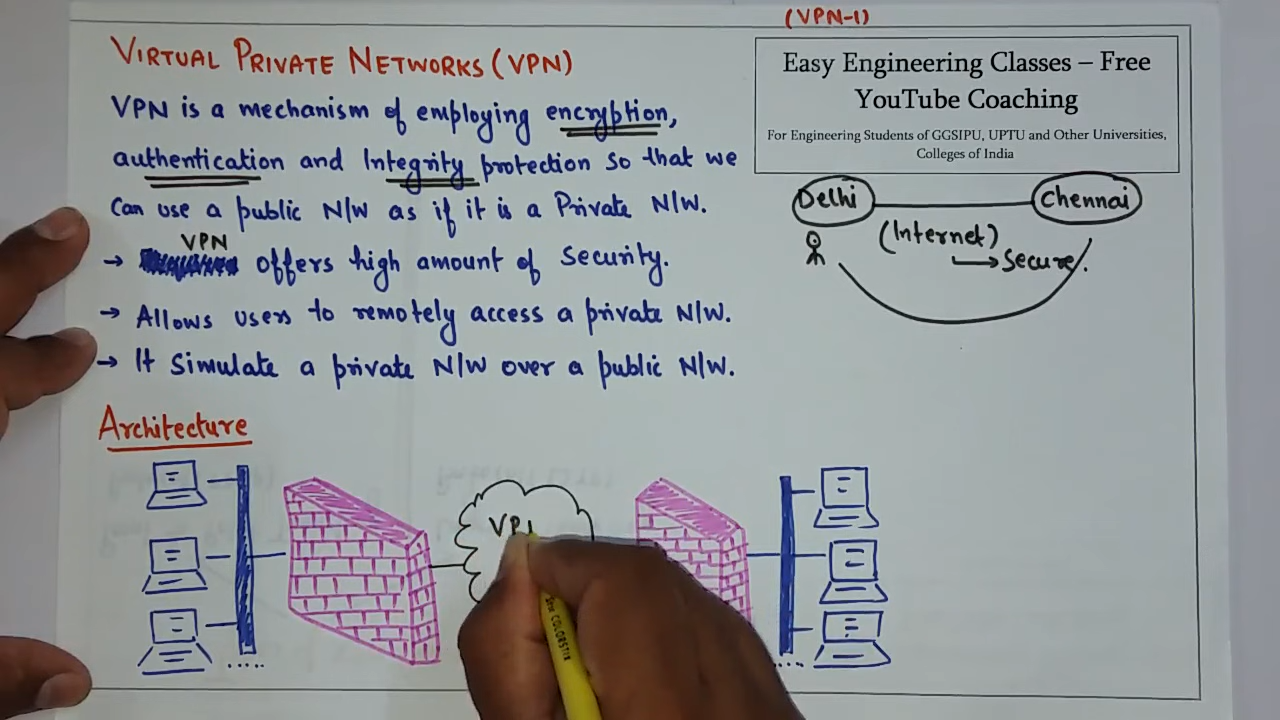 (VPN-1)
VIRTUAL PRIVATE NETWORKS (VPN)
VPN is a mechanism of employing encryption,
authentication and Integrity protection so that we
can use a public N/W as if it is a Private N/W.
→ VPN offers high amount of Security.
→ Allows users to remotely access a private N/W.
→ It Simulate a private N/W over a public N/W.
Easy Engineering Classes – Free
YouTube Coaching
For Engineering Students of GGSIPU, UPTU and Other Universities,
Colleges of India
Delhi
Chennai
(Internet)
→ Secure.
Architecture
VP